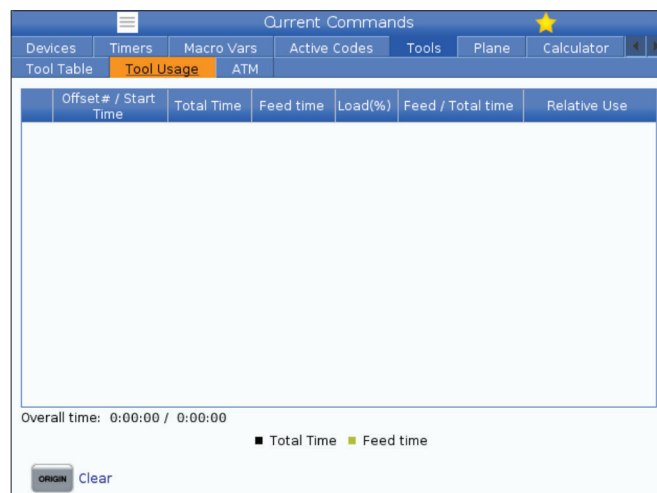 Current Commands
Devices Timers Macro Vars Active Codes Tools Plane Calculator
Tool Table Tool Usage ATM
Offset# / Start Time Total Time Feed time Load(%) Feed / Total time Relative Use
Overall time: 0:00:00 / 0:00:00
Total Time Feed time
ORIGIN Clear